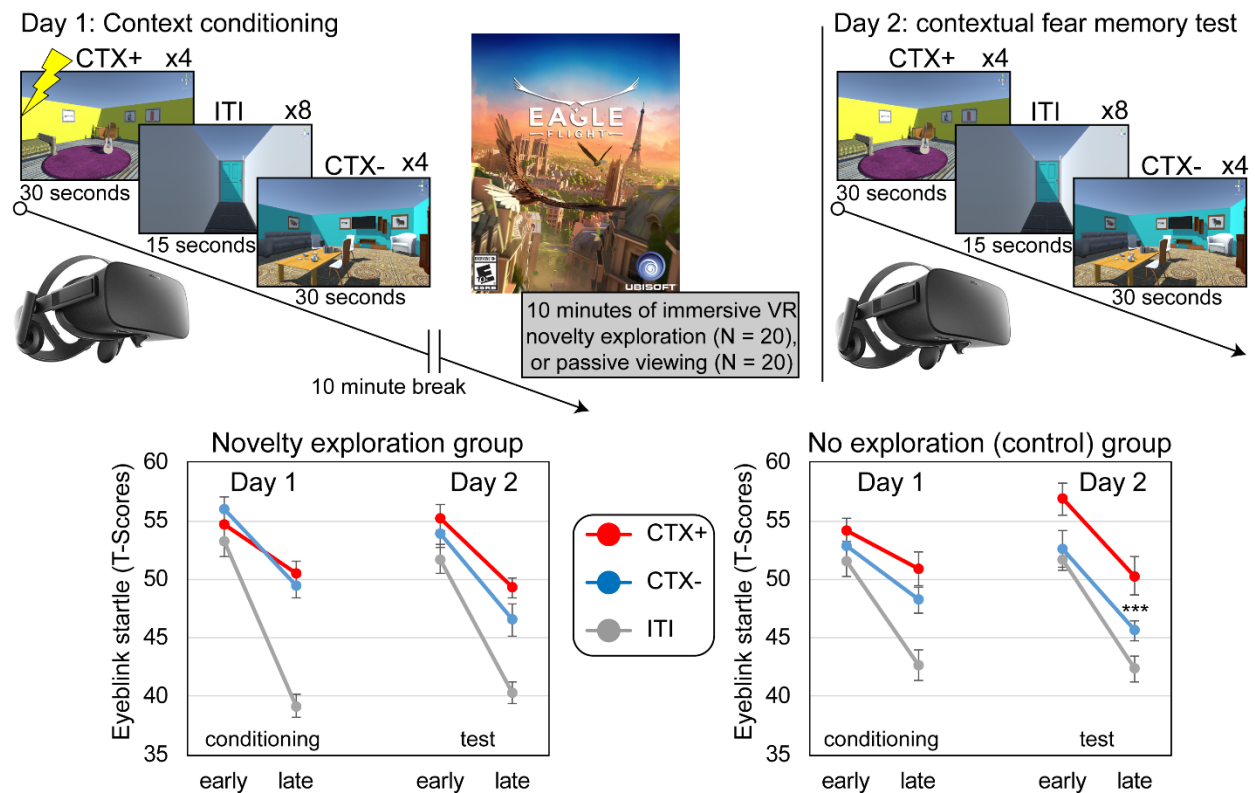 Day 1: Context conditioning
CTX+ x4
ITI x8
CTX- x4
30 seconds
15 seconds
30 seconds
10 minute break
EAGLE
FLIGHT
UBISOFT
10 minutes of immersive VR
novelty exploration (N = 20),
or passive viewing (N = 20)
Day 2: contextual fear memory test
CTX+ x4
ITI x8
CTX- x4
30 seconds
15 seconds
30 seconds
Novelty exploration group
Eyeblink startle (T-Scores)
60
55
50
45
40
35
Day 1
Day 2
conditioning
test
early
late
early
late
CTX+
CTX-
ITI
No exploration (control) group
Eyeblink startle (T-Scores)
60
55
50
45
40
35
Day 1
Day 2
***
conditioning
test
early
late
early
late